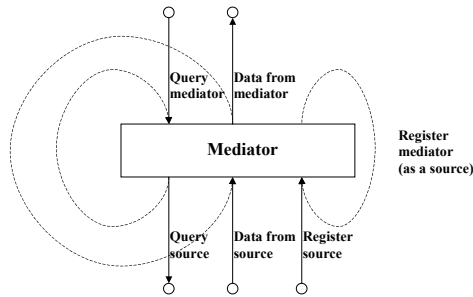 Query
mediator
Data from
mediator
Mediator
Register
mediator
(as a source)
Query
source
Data from
source
Register
source